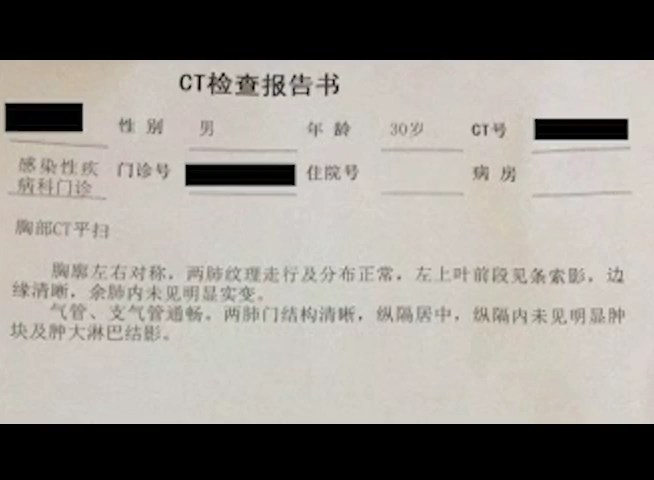 CT检查报告书
性 别 男 年 龄 30岁 CT号
感染性疾
病科门诊 门诊号 住院号 病 房
胸部CT平扫
胸廓左右对称，两肺纹理走行及分布正常，左上叶前段见条索影，边
缘清晰，余肺内未见明显实变。
气管、支气管通畅。两肺门结构清晰，纵隔居中，纵隔内未见明显肿
块及肿大淋巴结影。